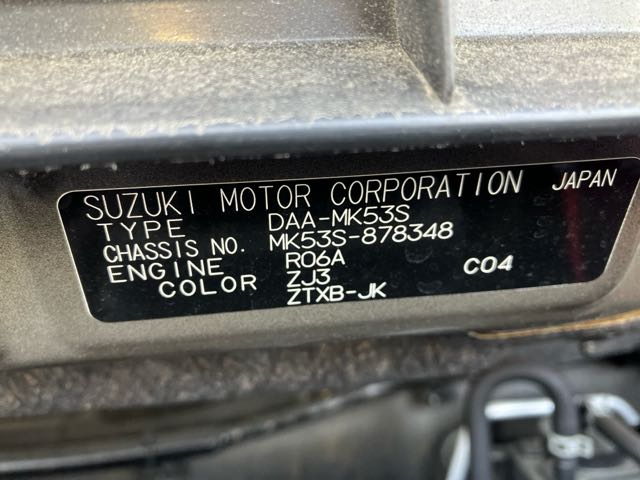 SUZUKI MOTOR CORPORATION JAPAN
TYPE DAA-MK53S
CHASSIS NO. MK53S-878348
ENGINE R06A
COLOR ZJ3 C04
ZTXB-JK